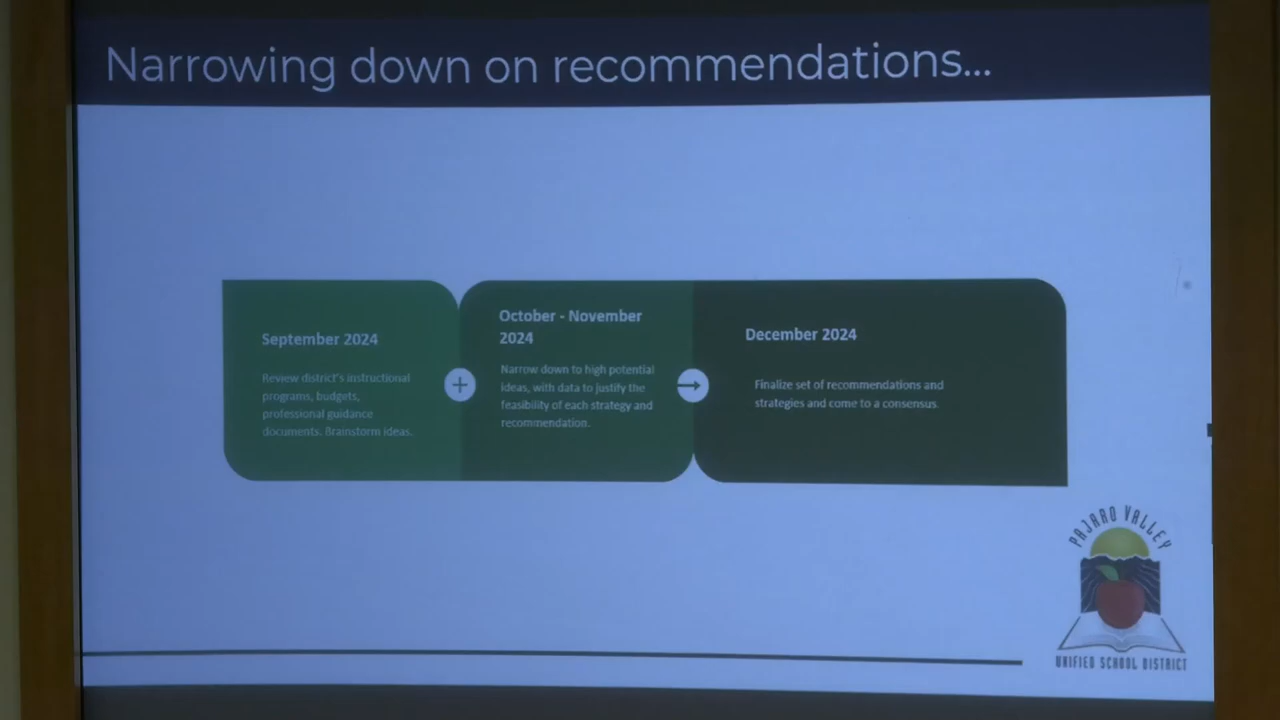 Narrowing down on recommendations...
September 2024
Review district's instructional
programs, budgets,
professional guidance
documents. Brainstorm ideas.
October - November
2024
Narrow down to high potential
ideas, with data to justify the
feasibility of each strategy and
recommendation.
December 2024
Finalize set of recommendations and
strategies and come to a consensus.
PAJARO VALLEY
UNIFIED SCHOOL DISTRICT